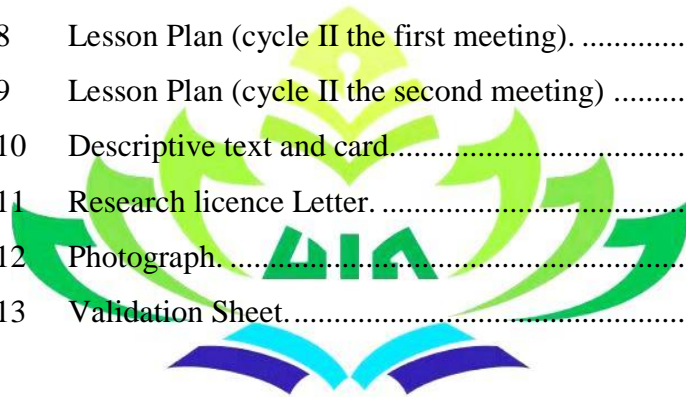 8 Lesson Plan (cycle II the first meeting). ..............
9 Lesson Plan (cycle II the second meeting) ..........
10 Descriptive text and card......................................
11 Research licence Letter. ........................................
12 Photograph. ............................................................
13 Validation Sheet. ....................................................
UIN